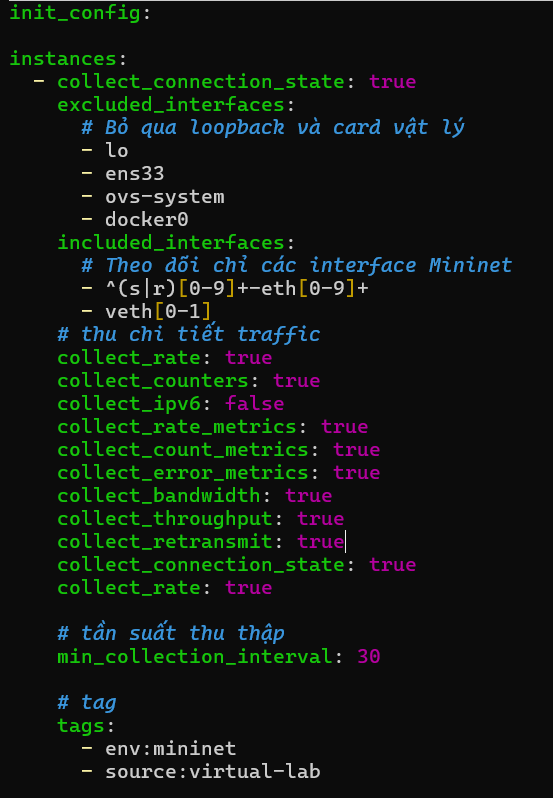 init_config:

instances:
  - collect_connection_state: true
    excluded_interfaces:
      # Bỏ qua loopback và card vật lý
      - lo
      - ens33
      - ovs-system
      - docker0
    included_interfaces:
      # Theo dõi chỉ các interface Mininet
      - ^(s|r)[0-9]+-eth[0-9]+
      - veth[0-1]
    # thu chi tiết traffic
    collect_rate: true
    collect_counters: true
    collect_ipv6: false
    collect_rate_metrics: true
    collect_count_metrics: true
    collect_error_metrics: true
    collect_bandwidth: true
    collect_throughput: true
    collect_retransmit: true
    collect_connection_state: true
    collect_rate: true

    # tần suất thu thập
    min_collection_interval: 30

    # tag
    tags:
      - env:mininet
      - source:virtual-lab